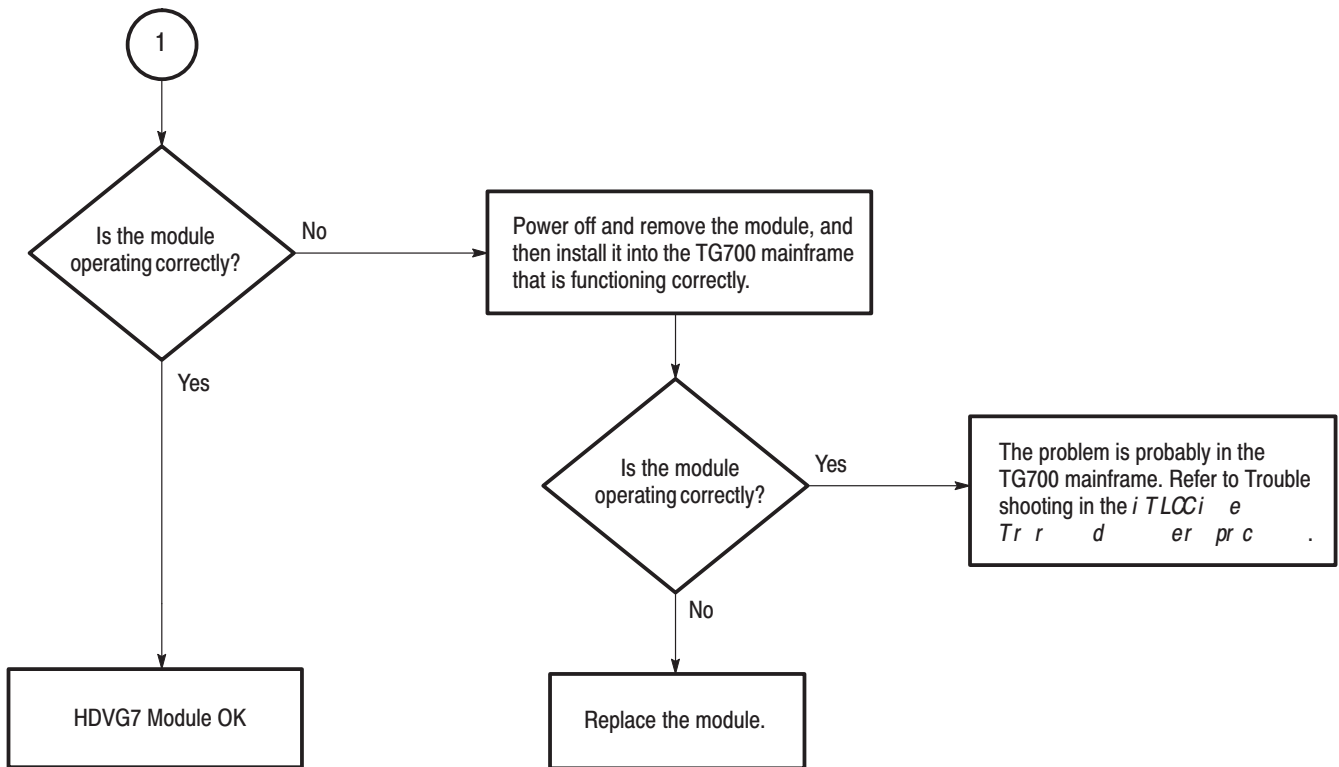 1
Is the module
operating correctly?
No
Yes
Power off and remove the module, and
then install it into the TG700 mainframe
that is functioning correctly.
Is the module
operating correctly?
Yes
No
The problem is probably in the
TG700 mainframe. Refer to Trouble
shooting in the
HDVG7 Module OK
Replace the module.